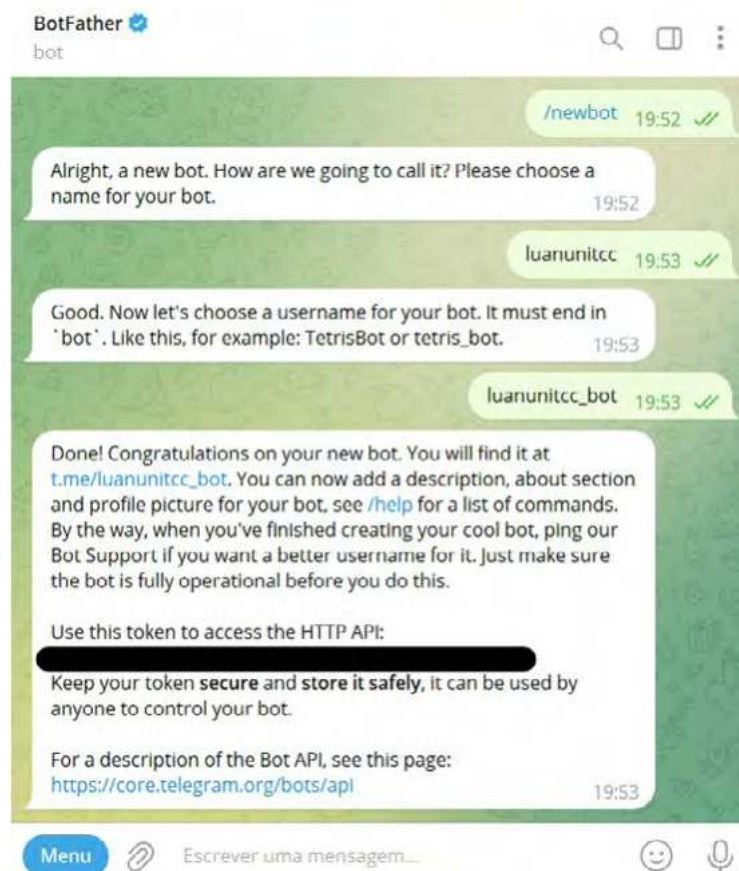 BotFather
bot
/newbot 19:52
Alright, a new bot. How are we going to call it? Please choose a
name for your bot.
19:52
luanunitcc 19:53
Good. Now let's choose a username for your bot. It must end in
`bot`. Like this, for example: TetrisBot or tetris_bot.
19:53
luanunitcc_bot 19:53
Done! Congratulations on your new bot. You will find it at
t.me/luanunitcc_bot. You can now add a description, about section
and profile picture for your bot, see /help for a list of commands.
By the way, when you've finished creating your cool bot, ping our
Bot Support if you want a better username for it. Just make sure
the bot is fully operational before you do this.
Use this token to access the HTTP API:
Keep your token secure and store it safely, it can be used by
anyone to control your bot.
For a description of the Bot API, see this page:
https://core.telegram.org/bots/api
19:53
Menu
Escrever uma mensagem...